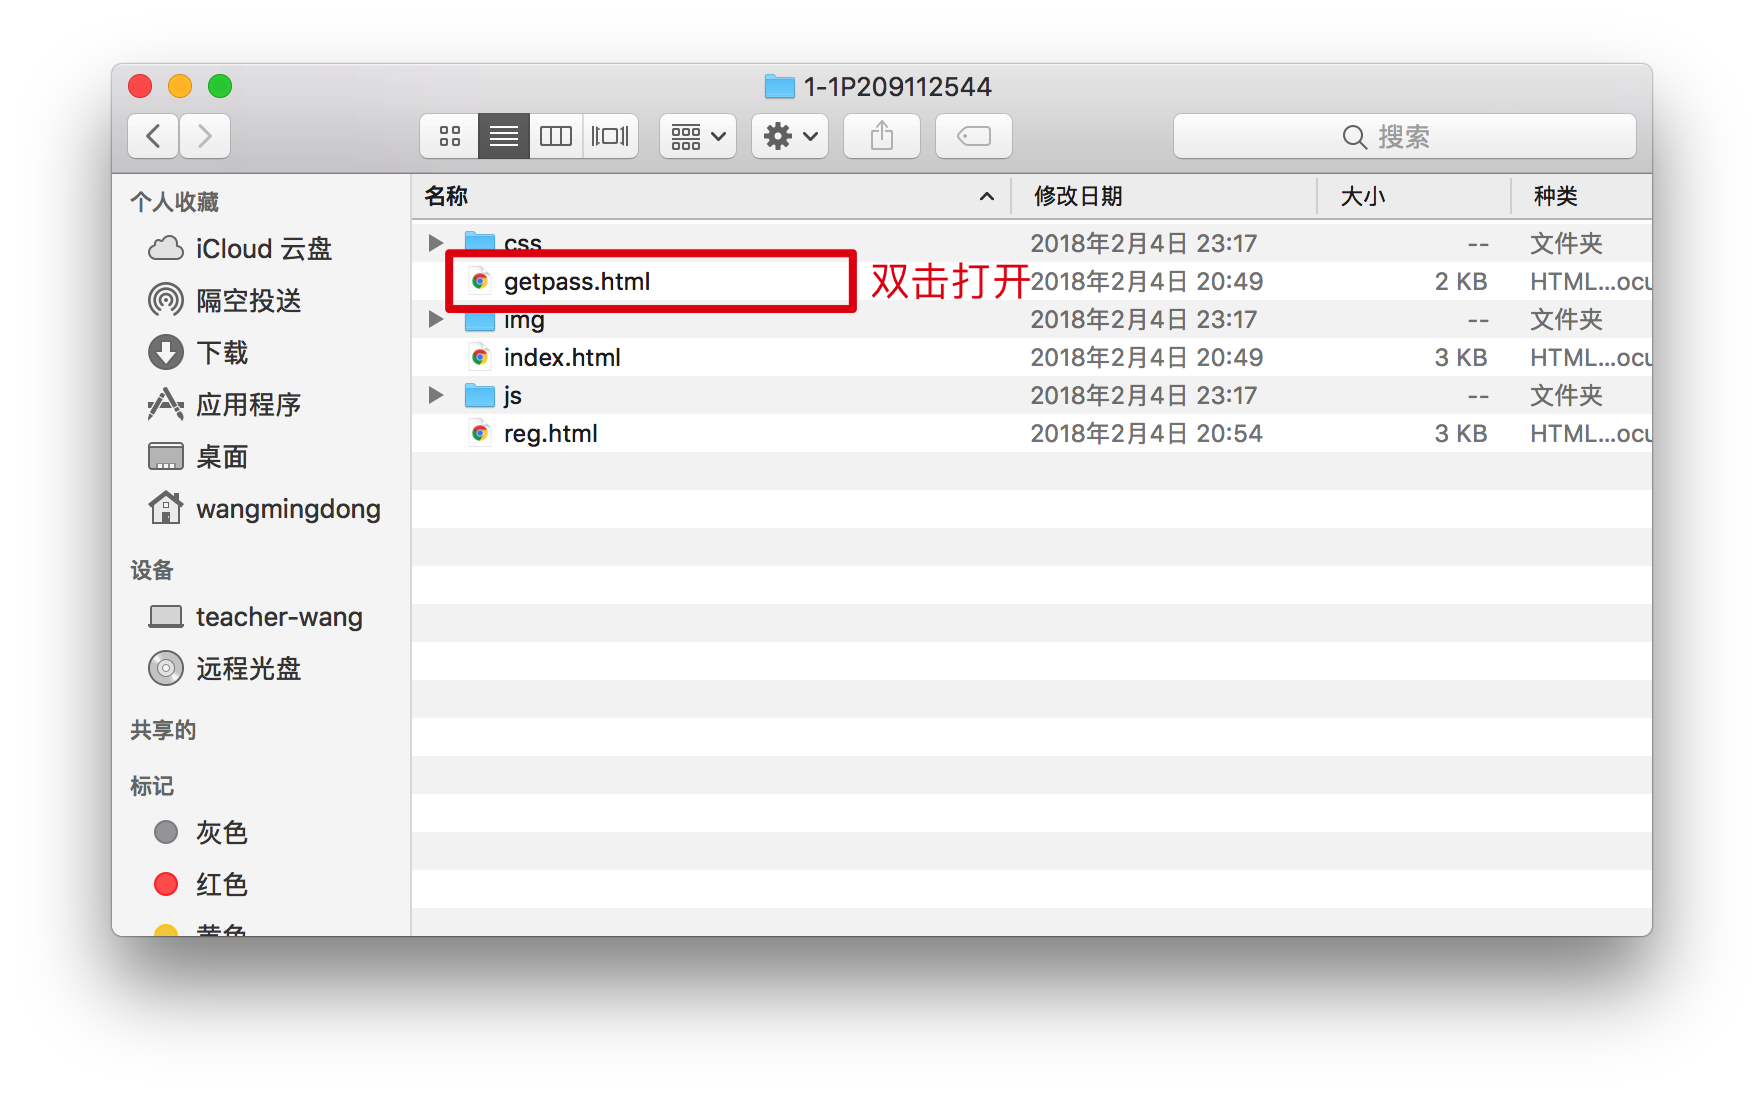 1-1P209112544
搜索
个人收藏
iCloud 云盘
隔空投送
下载
应用程序
桌面
wangmingdong
设备
teacher-wang
远程光盘
共享的
标记
灰色
红色
黄色
名称 修改日期 大小 种类
css 2018年2月4日 23:17 -- 文件夹
getpass.html 双击打开 2018年2月4日 20:49 2 KB HTML...ocu
img 2018年2月4日 23:17 -- 文件夹
index.html 2018年2月4日 20:49 3 KB HTML...ocu
js 2018年2月4日 23:17 -- 文件夹
reg.html 2018年2月4日 20:54 3 KB HTML...ocu